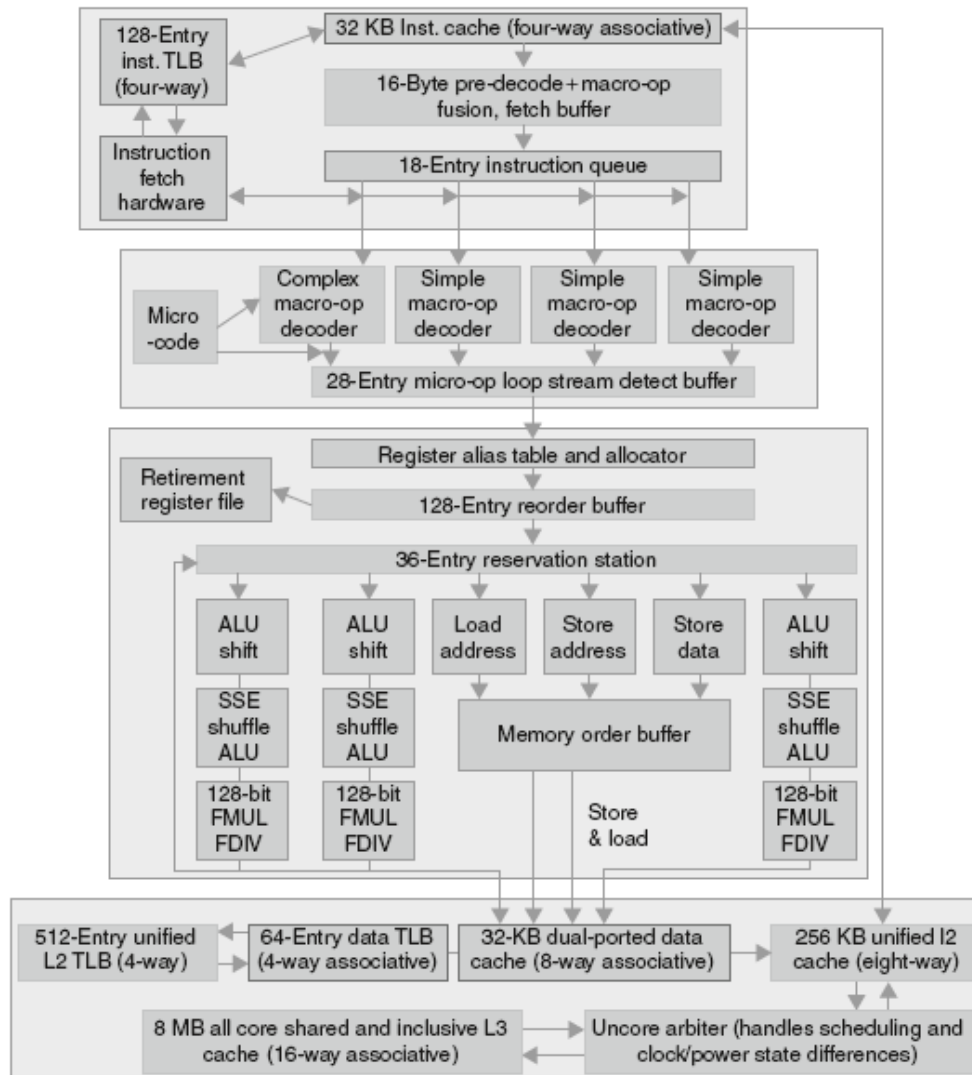 128-Entry
inst. TLB
(four-way)
32 KB Inst. cache (four-way associative)
16-Byte pre-decode+macro-op
fusion, fetch buffer
Instruction
fetch
hardware
18-Entry instruction queue
Micro
-code
Complex
macro-op
decoder
Simple
macro-op
decoder
Simple
macro-op
decoder
Simple
macro-op
decoder
28-Entry micro-op loop stream detect buffer
Register alias table and allocator
Retirement
register file
128-Entry reorder buffer
36-Entry reservation station
ALU
shift
ALU
shift
Load
address
Store
address
Store
data
ALU
shift
SSE
shuffle
ALU
SSE
shuffle
ALU
Memory order buffer
SSE
shuffle
ALU
128-bit
FMUL
FDIV
128-bit
FMUL
FDIV
Store
& load
128-bit
FMUL
FDIV
512-Entry unified
L2 TLB (4-way)
64-Entry data TLB
(4-way associative)
32-KB dual-ported data
cache (8-way associative)
256 KB unified l2
cache (eight-way)
8 MB all core shared and inclusive L3
cache (16-way associative)
Uncore arbiter (handles scheduling and
clock/power state differences)